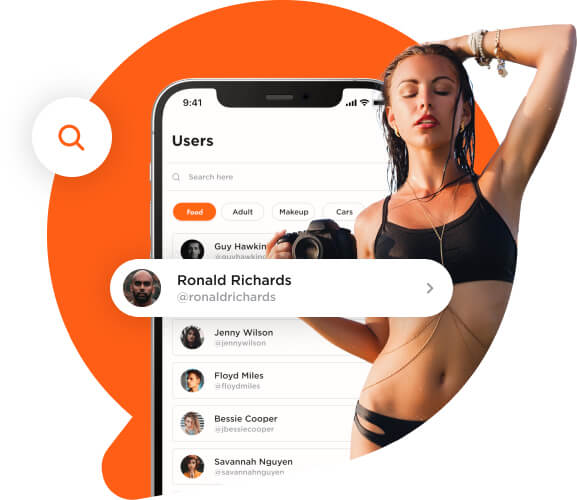 9:41
Users
Search here
Food
Adult
Makeup
Cars
Guy Hawkin
@guyhawking
Ronald Richards
@ronaldrichards
Jenny Wilson
@jennywilson
Floyd Miles
@floydmiles
Bessie Cooper
@jbessiecooper
Savannah Nguyen
@savannahnguyen